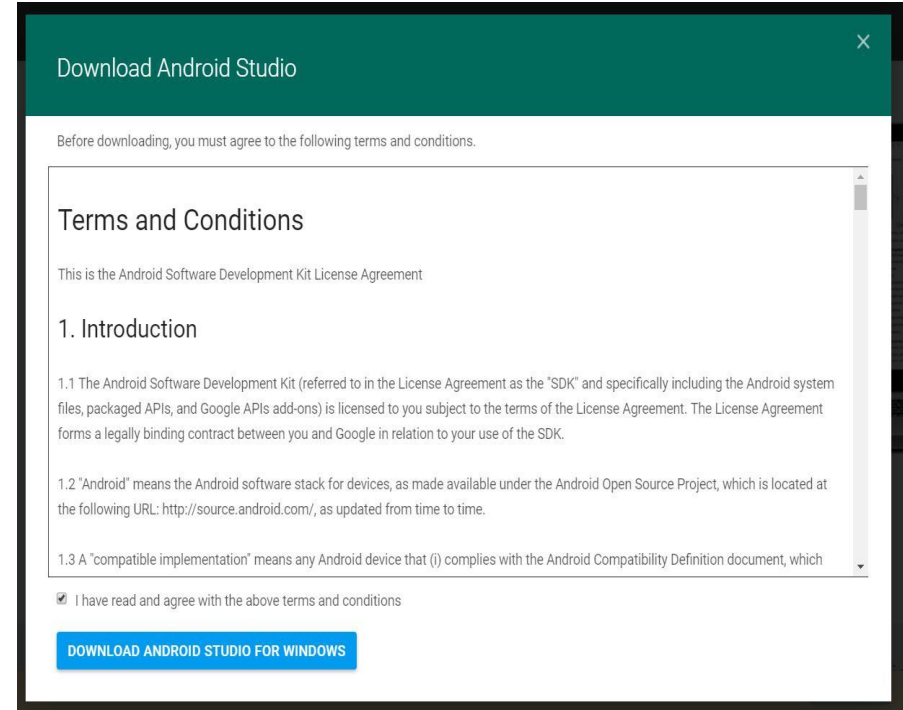 Download Android Studio
Before downloading, you must agree to the following terms and conditions.
Terms and Conditions
This is the Android Software Development Kit License Agreement
1. Introduction
1.1 The Android Software Development Kit (referred to in the License Agreement as the "SDK" and specifically including the Android system
files, packaged APIs, and Google APIs add-ons) is licensed to you subject to the terms of the License Agreement. The License Agreement
forms a legally binding contract between you and Google in relation to your use of the SDK.
1.2 "Android" means the Android software stack for devices, as made available under the Android Open Source Project, which is located at
the following URL: http://source.android.com/, as updated from time to time.
1.3 A "compatible implementation" means any Android device that (i) complies with the Android Compatibility Definition document, which
I have read and agree with the above terms and conditions
DOWNLOAD ANDROID STUDIO FOR WINDOWS